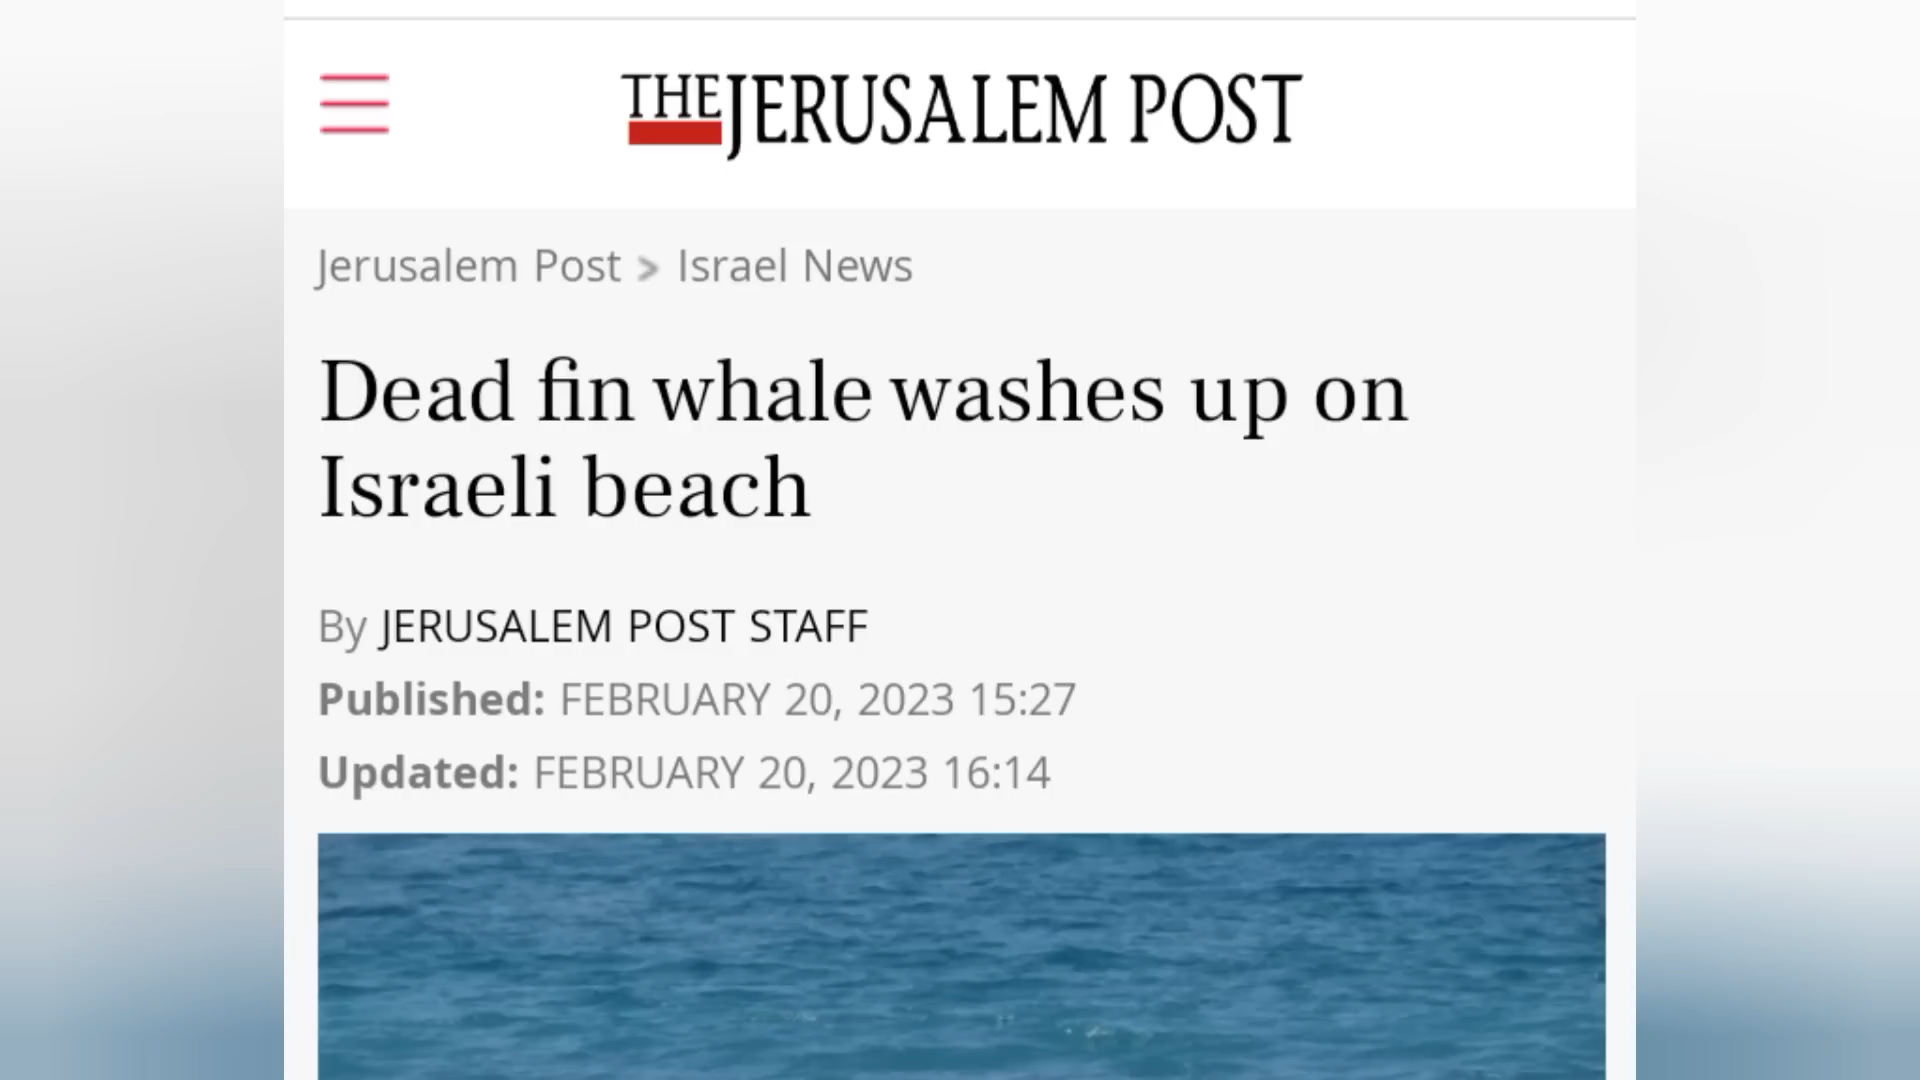 THE JERUSALEM POST
Jerusalem Post > Israel News
Dead fin whale washes up on
Israeli beach
By JERUSALEM POST STAFF
Published: FEBRUARY 20, 2023 15:27
Updated: FEBRUARY 20, 2023 16:14